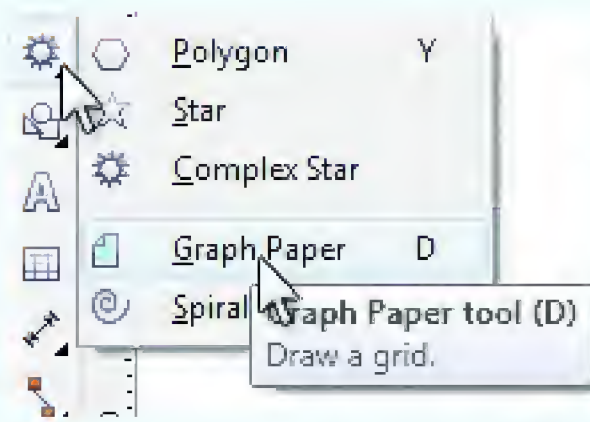 Polygon Y
Star
Complex Star
Graph Paper D
Spiral
Graph Paper tool (D)
Draw a grid.